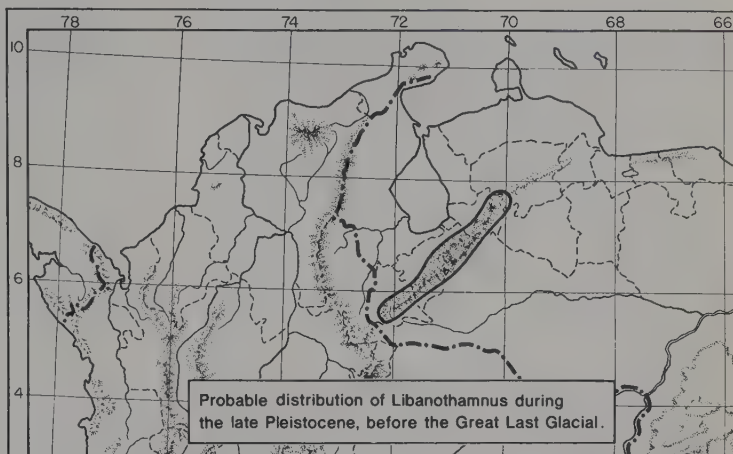 78 76 74 72 70 68 66
10
8
6
4
Probable distribution of Libanothamnus during
the late Pleistocene, before the Great Last Glacial.